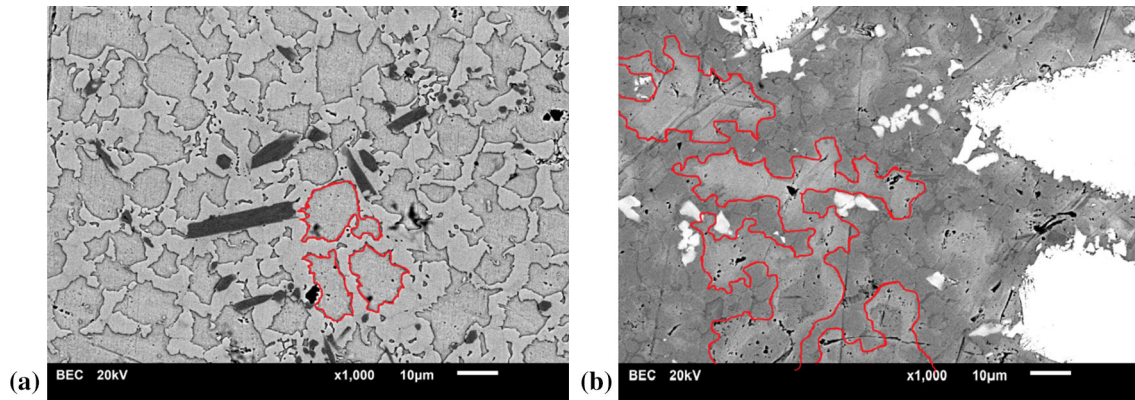 (a) BEC 20kV x1,000 10μm
(b) BEC 20kV x1,000 10μm